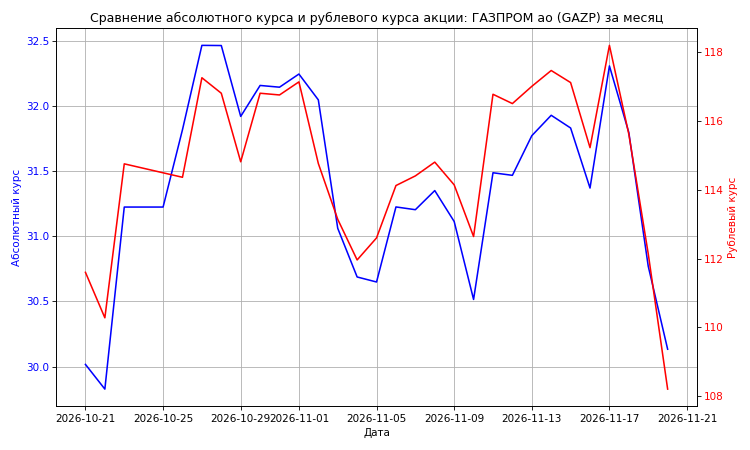 Сравнение абсолютного курса и рублевого курса акции: ГАЗПРОМ ао (GAZP) за месяц
32.5
32.0
31.5
31.0
30.5
30.0
Абсолютный курс
118
116
114
112
110
108
Рублевый курс
2026-10-21 2026-10-25 2026-10-29 2026-11-01 2026-11-05 2026-11-09 2026-11-13 2026-11-17 2026-11-21
Дата